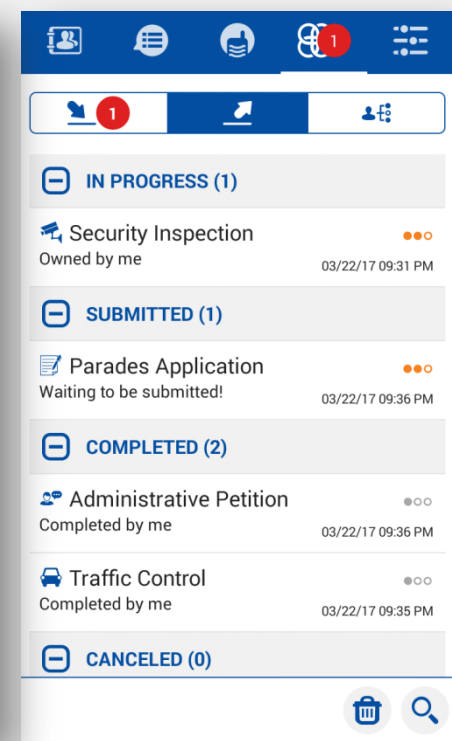 1
1
IN PROGRESS (1)
Security Inspection
Owned by me
03/22/17 09:31 PM
SUBMITTED (1)
Parades Application
Waiting to be submitted!
03/22/17 09:36 PM
COMPLETED (2)
Administrative Petition
Completed by me
03/22/17 09:36 PM
Traffic Control
Completed by me
03/22/17 09:35 PM
CANCELED (0)